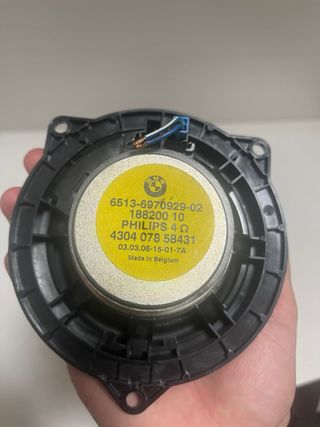 BMW
6513-6970929-02
188200 10
PHILIPS 4 Ω
4304 078 58431
03.03.06-15-01-7A
Made in Belgium